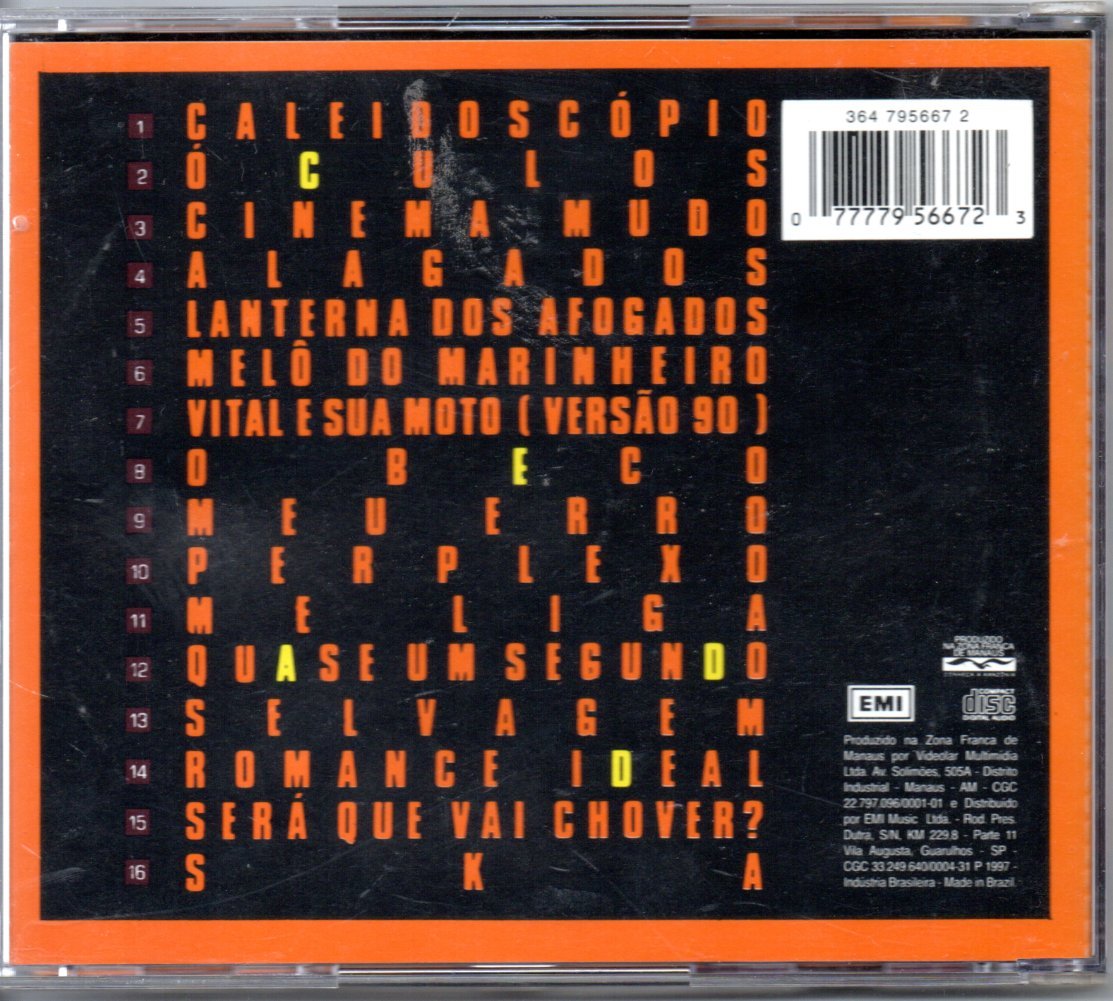 1 CALEIDOSCÓPIO
2 ÓCULOS
3 CINEMA MUDO
4 ALAGADOS
5 LANTERNA DOS AFOGADOS
6 MELÔ DO MARINHEIRO
7 VITAL E SUA MOTO ( VERSÃO 90 )
8 O BECO
9 MEU ERRO
10 PERPLEXO
11 ME LIGA
12 QUASE UM SEGUNDO
13 SELVAGEM
14 ROMANCE IDEAL
15 SERÁ QUE VAI CHOVER?
16 SKA
364 795667 2
0 77779 56672 3
PRODUZIDO
NA ZONA FRANCA
DE MANAUS
CONHEÇA A AMAZÔNIA
EMI
COMPACT
disc
DIGITAL AUDIO
Produzido na Zona Franca de
Manaus por Videolar Multimidia
Ltda Av. Solimões, 505A - Distrito
Industrial - Manaus - AM - CGC
22.797.096/0001-01 e Distribuido
por EMI Music Ltda. - Rod. Pres.
Dutra, S/N, KM 229,8 - Parte 11
Vila Augusta, Guarulhos - SP -
CGC 33.249.640/0004-31 P 1997 -
Indústria Brasileira - Made in Brazil.